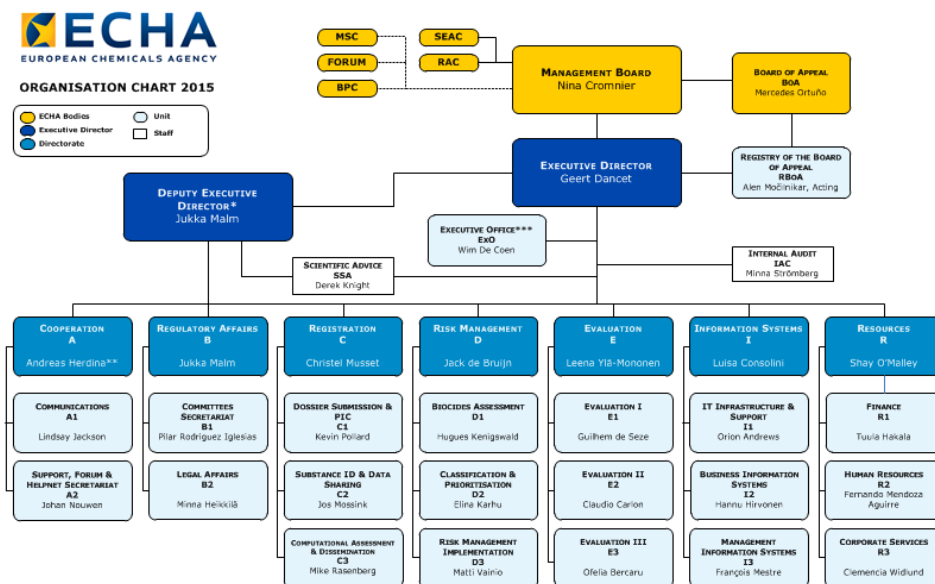 ECHA
EUROPEAN CHEMICALS AGENCY
ORGANISATION CHART 2015
ECHA Bodies
Executive Director
Directorate
Unit
Staff
MSC
FORUM
BPC
SEAC
RAC
MANAGEMENT BOARD
Nina Cromnier
BOARD OF APPEAL
BOA
Mercedes Ortuño
EXECUTIVE DIRECTOR
Geert Dancet
REGISTRY OF THE BOARD
OF APPEAL
RBOA
Alen Močilnikar, Acting
DEPUTY EXECUTIVE
DIRECTOR*
Jukka Malm
EXECUTIVE OFFICE***
EXO
Wim De Coen
SCIENTIFIC ADVICE
SSA
Derek Knight
INTERNAL AUDIT
IAC
Minna Strömberg
COOPERATION
A
Andreas Herdina**
REGULATORY AFFAIRS
B
Jukka Malm
REGISTRATION
C
Christel Musset
RISK MANAGEMENT
D
Jack de Bruijn
EVALUATION
E
Leena Ylä-Mononen
INFORMATION SYSTEMS
I
Luisa Consolini
RESOURCES
R
Shay O'Malley
COMMUNICATIONS
A1
Lindsay Jackson
COMMITTEES
SECRETARIAT
B1
Pilar Rodriguez Iglesias
DOSSIER SUBMISSION &
PIC
C1
Kevin Pollard
BIOCIDES ASSESSMENT
D1
Hugues Kenigswald
EVALUATION I
E1
Guilhem de Seze
IT INFRASTRUCTURE &
SUPPORT
I1
Orion Andrews
FINANCE
R1
Tuula Hakala
SUPPORT, FORUM &
HELPNET SECRETARIAT
A2
Johan Nouwen
LEGAL AFFAIRS
B2
Minna Heikkilä
SUBSTANCE ID & DATA
SHARING
C2
Jos Mossink
CLASSIFICATION &
PRIORITISATION
D2
Elina Karhu
EVALUATION II
E2
Claudio Carlon
BUSINESS INFORMATION
SYSTEMS
I2
Hannu Hirvonen
HUMAN RESOURCES
R2
Fernando Mendoza
Aguirre
COMPUTATIONAL ASSESSMENT
& DISSEMINATION
C3
Mike Rasenberg
RISK MANAGEMENT
IMPLEMENTATION
D3
Matti Vainio
EVALUATION III
E3
Ofelia Bercaru
MANAGEMENT
INFORMATION SYSTEMS
I3
François Mestre
CORPORATE SERVICES
R3
Clemencia Widlund